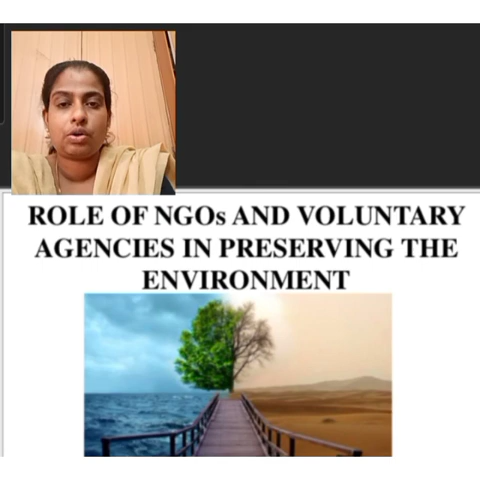 ROLE OF NGOs AND VOLUNTARY
AGENCIES IN PRESERVING THE
ENVIRONMENT